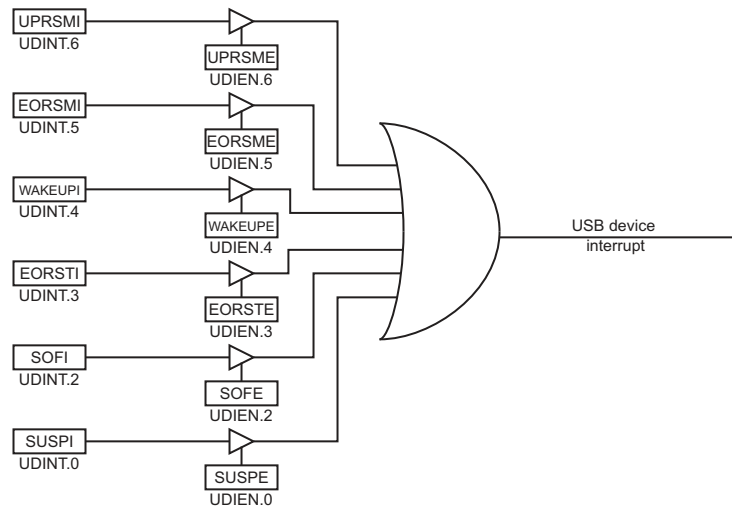 UPRSMI
UDINT.6
UPRSME
UDIEN.6
EORSMI
UDINT.5
EORSME
UDIEN.5
WAKEUPI
UDINT.4
WAKEUPE
UDIEN.4
EORSTI
UDINT.3
EORSTE
UDIEN.3
SOFI
UDINT.2
SOFE
UDIEN.2
SUSPI
UDINT.0
SUSPE
UDIEN.0
USB device
interrupt